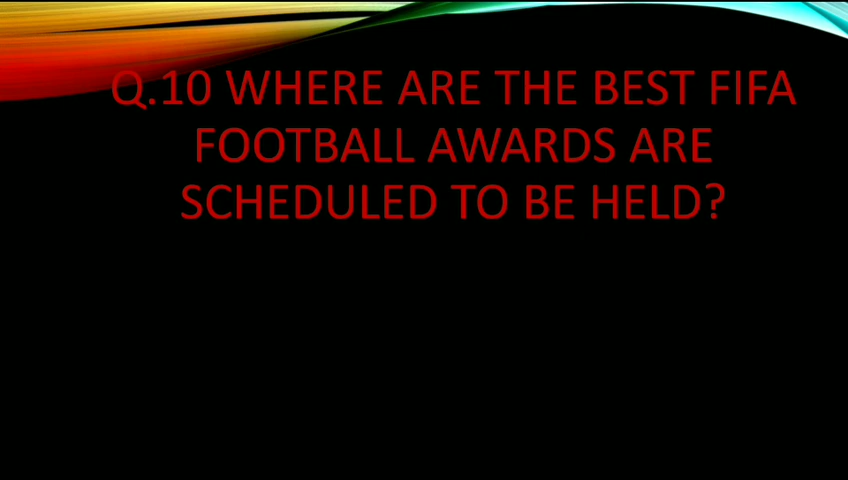 Q.10 WHERE ARE THE BEST FIFA
FOOTBALL AWARDS ARE
SCHEDULED TO BE HELD?